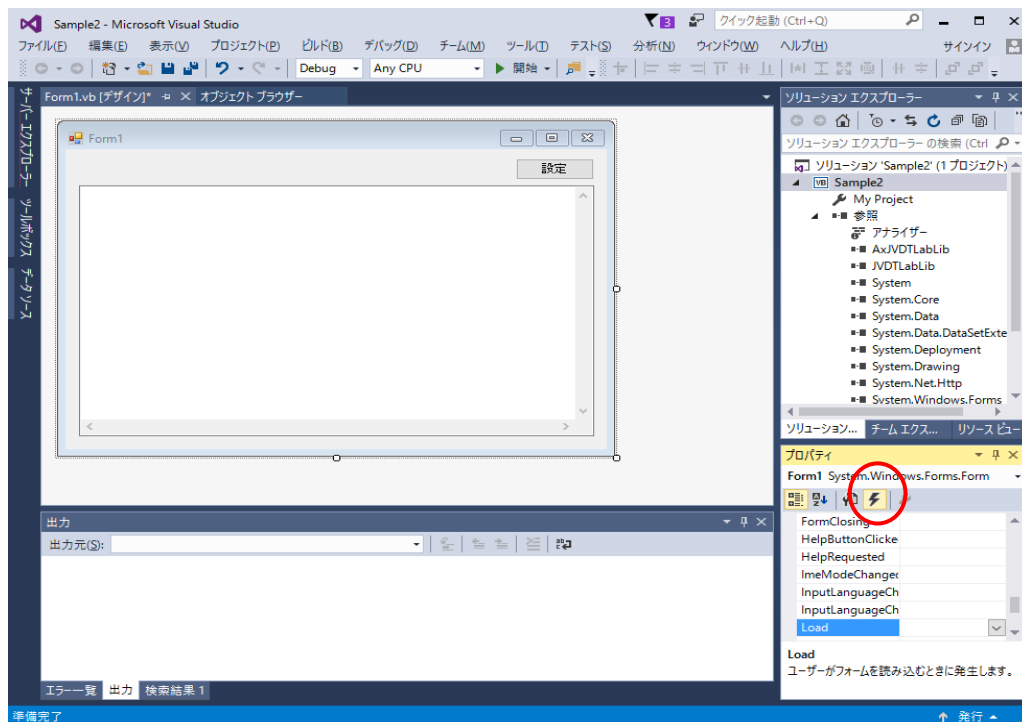 Sample2 - Microsoft Visual Studio
3
クイック起動 (Ctrl+Q)
ファイル(F) 編集(E) 表示(V) プロジェクト(P) ビルド(B) デバッグ(D) チーム(M) ツール(T) テスト(S) 分析(N) ウィンドウ(W) ヘルプ(H) サインイン
Debug Any CPU 開始
サーバー エクスプローラー
ツールボックス
データ ソース
Form1.vb [デザイン]* オブジェクト ブラウザー
Form1
設定
ソリューション エクスプローラー
ソリューション エクスプローラー の検索 (Ctrl
ソリューション 'Sample2' (1 プロジェクト)
VB Sample2
My Project
参照
アナライザー
AxJVDTLabLib
JVDTLabLib
System
System.Core
System.Data
System.Data.DataSetExte
System.Deployment
System.Drawing
System.Net.Http
System.Windows.Forms
ソリューション... チーム エクス... リソース ビュー
プロパティ
Form1 System.Windows.Forms.Form
FormClosing
HelpButtonClicke
HelpRequested
ImeModeChanged
InputLanguageCh
InputLanguageCh
Load
Load
ユーザーがフォームを読み込むときに発生します。
出力
出力元(S):
エラー一覧 出力 検索結果 1
準備完了 発行